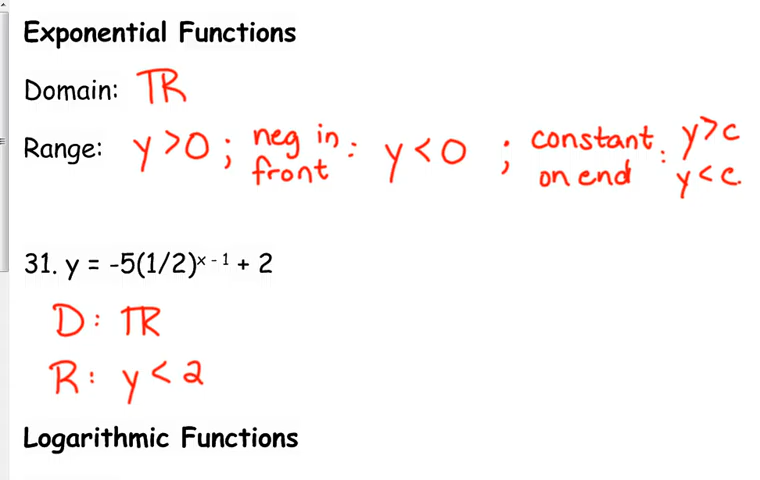 Exponential Functions
Domain: ℝ
Range: y > 0 ; neg in front : y < 0 ; constant on end : y > c y < c
31. y = -5(1/2)ˣ ⁻ ¹ + 2
D : ℝ
R : y < 2
Logarithmic Functions